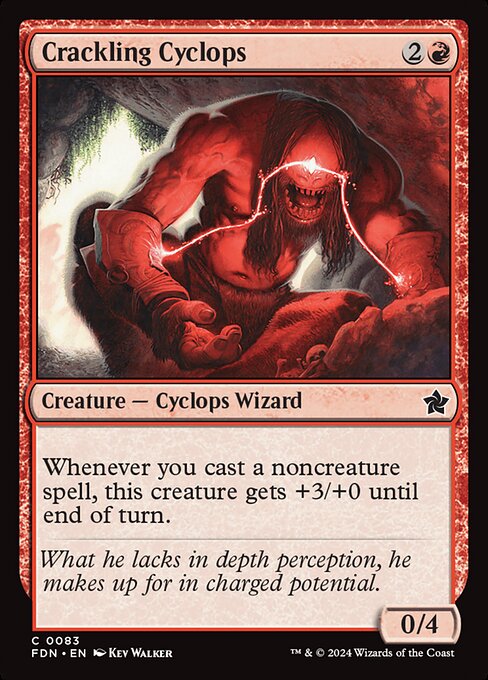 Crackling Cyclops 2
Creature — Cyclops Wizard
Whenever you cast a noncreature
spell, this creature gets +3/+0 until
end of turn.
What he lacks in depth perception, he
makes up for in charged potential.
0/4
C 0083
FDN • EN Kev Walker
™ & © 2024 Wizards of the Coast